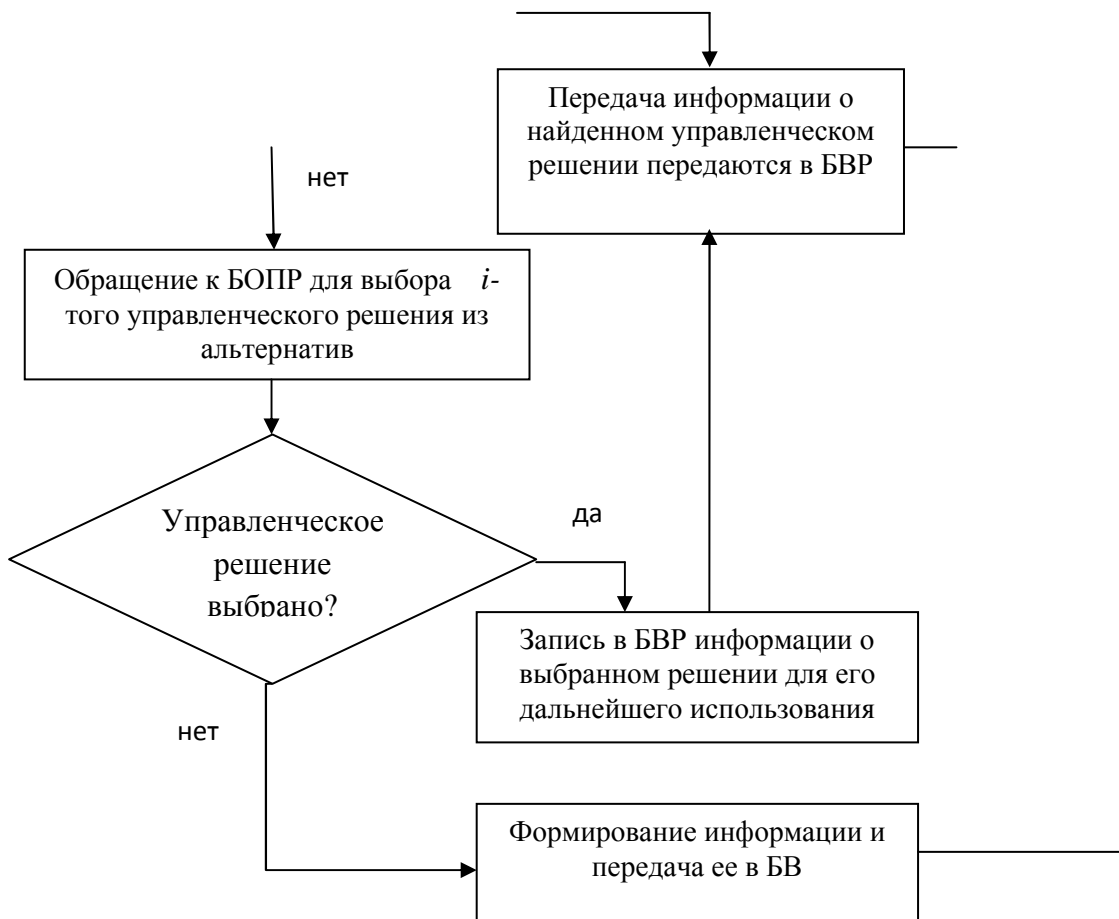 Передача информации о
найденном управленческом
решении передаются в БВР
нет
Обращение к БОПР для выбора i-
того управленческого решения из
альтернатив
Управленческое
решение
выбрано?
да
Запись в БВР информации о
выбранном решении для его
дальнейшего использования
нет
Формирование информации и
передача ее в БВ